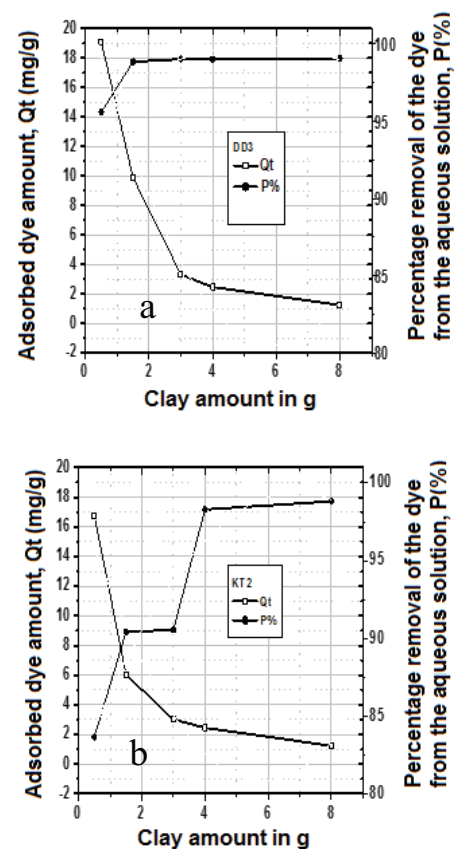 Adsorbed dye amount, Qt (mg/g)
20
18
16
14
12
10
8
6
4
2
0
-2
DD3
Qt
P%
a
100
95
90
85
80
Percentage removal of the dye
from the aqueous solution, P(%)
0 2 4 6 8
Clay amount in g
Adsorbed dye amount, Qt (mg/g)
20
18
16
14
12
10
8
6
4
2
0
-2
KT2
Qt
P%
b
100
95
90
85
80
Percentage removal of the dye
from the aqueous solution, P(%)
0 2 4 6 8
Clay amount in g